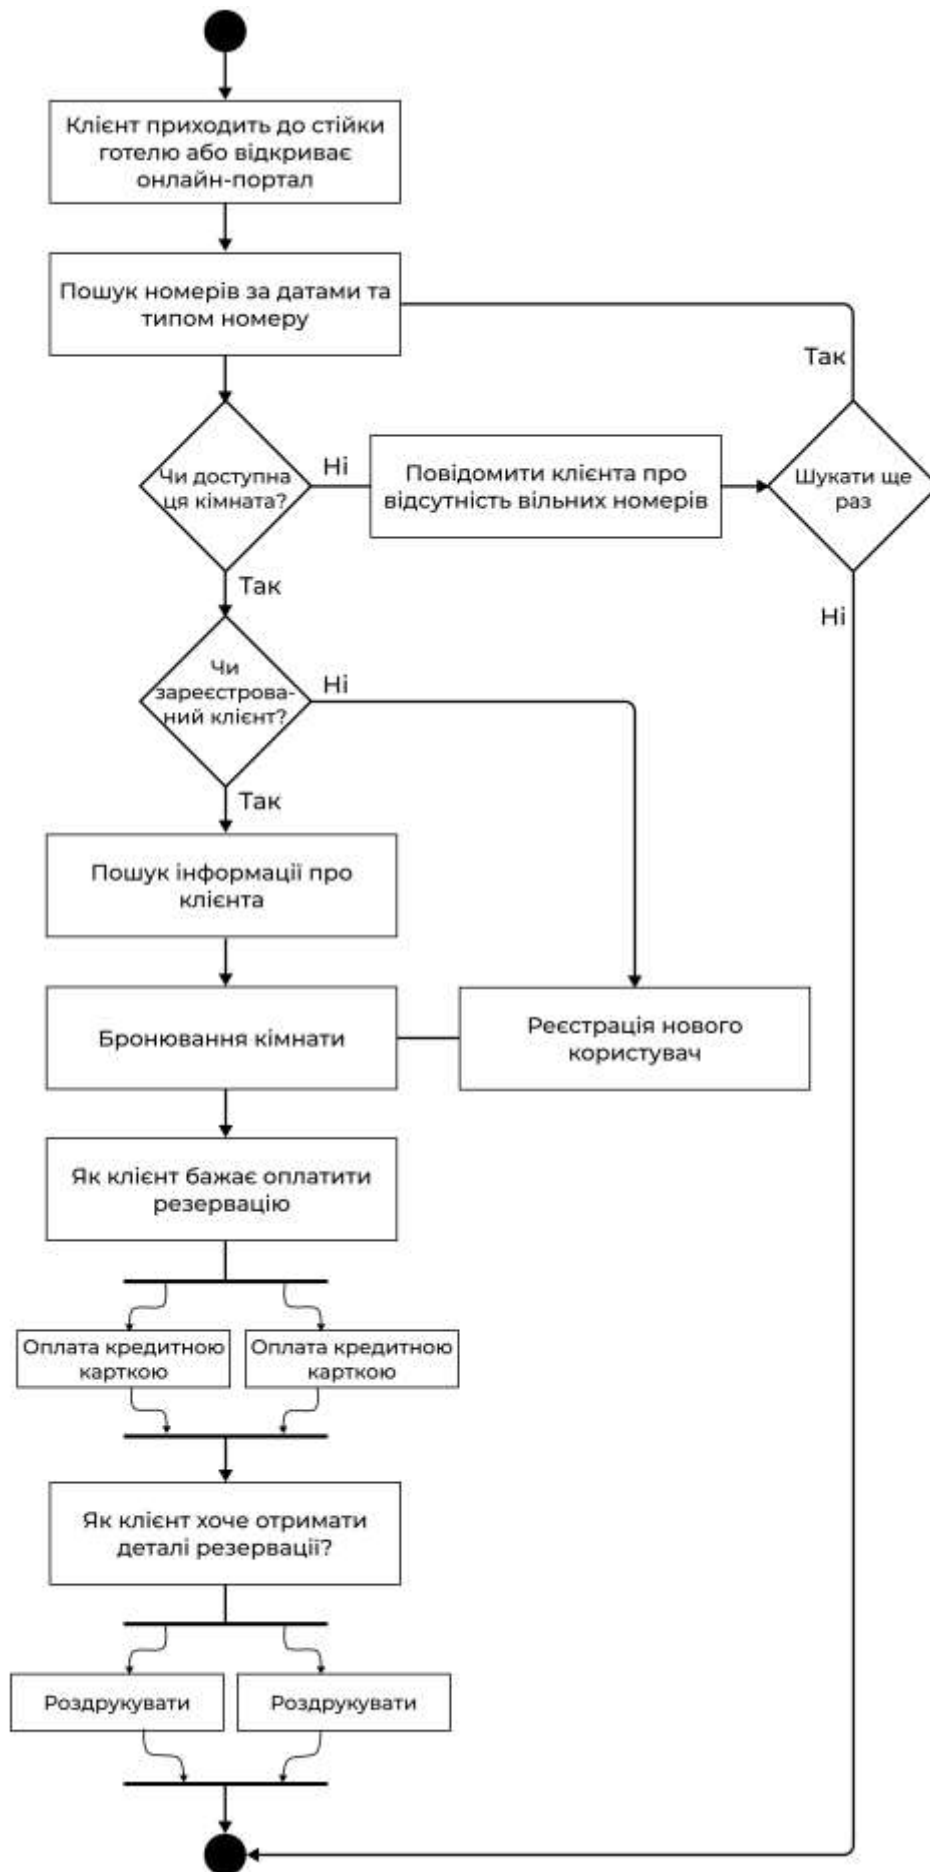 Клієнт приходить до стійки
готелю або відкриває
онлайн-портал
Пошук номерів за датами та
типом номеру
Так
Чи доступна
ця кімната?
Ні
Повідомити клієнта про
відсутність вільних номерів
Шукати ще
раз
Так
Ні
Чи
зареєстрова-
ний клієнт?
Ні
Так
Пошук інформації про
клієнта
Бронювання кімнати
Реєстрація нового
користувач
Як клієнт бажає оплатити
резервацію
Оплата кредитною
карткою
Оплата кредитною
карткою
Як клієнт хоче отримати
деталі резервації?
Роздрукувати
Роздрукувати